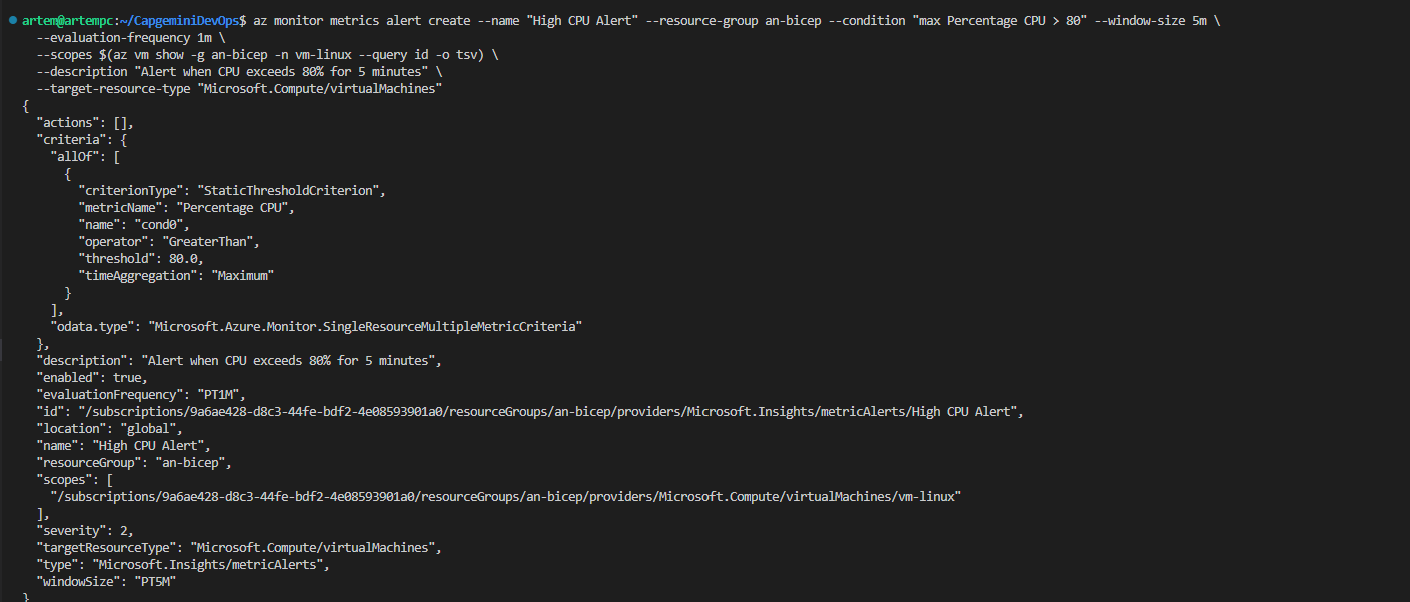 artem@artempc:~/CapgeminiDevOps$ az monitor metrics alert create --name "High CPU Alert" --resource-group an-bicep --condition "max Percentage CPU > 80" --window-size 5m \
  --evaluation-frequency 1m \
  --scopes $(az vm show -g an-bicep -n vm-linux --query id -o tsv) \
  --description "Alert when CPU exceeds 80% for 5 minutes" \
  --target-resource-type "Microsoft.Compute/virtualMachines"
{
  "actions": [],
  "criteria": {
    "allOf": [
      {
        "criterionType": "StaticThresholdCriterion",
        "metricName": "Percentage CPU",
        "name": "cond0",
        "operator": "GreaterThan",
        "threshold": 80.0,
        "timeAggregation": "Maximum"
      }
    ],
    "odata.type": "Microsoft.Azure.Monitor.SingleResourceMultipleMetricCriteria"
  },
  "description": "Alert when CPU exceeds 80% for 5 minutes",
  "enabled": true,
  "evaluationFrequency": "PT1M",
  "id": "/subscriptions/9a6ae428-d8c3-44fe-bdf2-4e08593901a0/resourceGroups/an-bicep/providers/Microsoft.Insights/metricAlerts/High CPU Alert",
  "location": "global",
  "name": "High CPU Alert",
  "resourceGroup": "an-bicep",
  "scopes": [
    "/subscriptions/9a6ae428-d8c3-44fe-bdf2-4e08593901a0/resourceGroups/an-bicep/providers/Microsoft.Compute/virtualMachines/vm-linux"
  ],
  "severity": 2,
  "targetResourceType": "Microsoft.Compute/virtualMachines",
  "type": "Microsoft.Insights/metricAlerts",
  "windowSize": "PT5M"
}